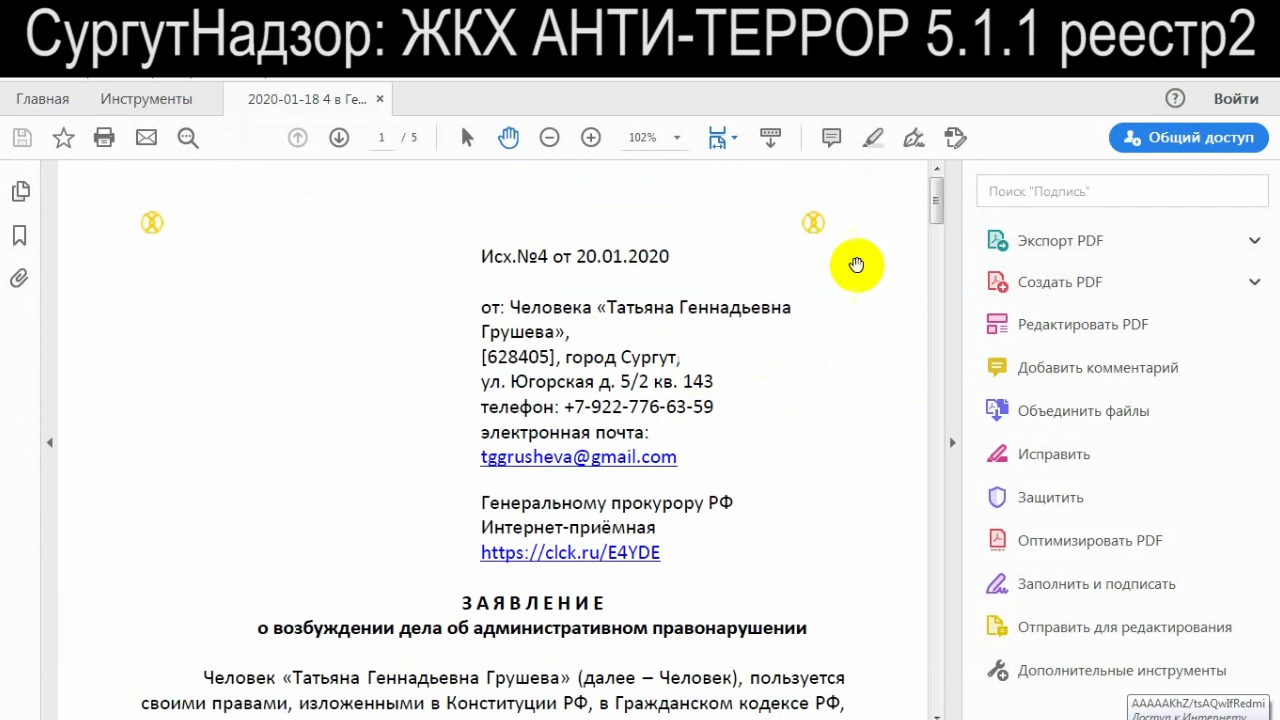 СургутНадзор: ЖКХ АНТИ-ТЕРРОР 5.1.1 реестр2
Главная Инструменты 2020-01-18 4 в Ге... × Войти
1 / 5 102% Общий доступ
Поиск "Подпись"
Экспорт PDF
Создать PDF
Редактировать PDF
Добавить комментарий
Объединить файлы
Исправить
Защитить
Оптимизировать PDF
Заполнить и подписать
Отправить для редактирования
Дополнительные инструменты
Исх.№4 от 20.01.2020
от: Человека «Татьяна Геннадьевна
Грушева»,
[628405], город Сургут,
ул. Югорская д. 5/2 кв. 143
телефон: +7-922-776-63-59
электронная почта:
tggrusheva@gmail.com
Генеральному прокурору РФ
Интернет-приёмная
https://clck.ru/E4YDE
ЗАЯВЛЕНИЕ
о возбуждении дела об административном правонарушении
Человек «Татьяна Геннадьевна Грушева» (далее – Человек), пользуется
своими правами, изложенными в Конституции РФ, в Гражданском кодексе РФ,
AAAAAKhZ/tsAQwIfRedmi
Доступ к Интернету